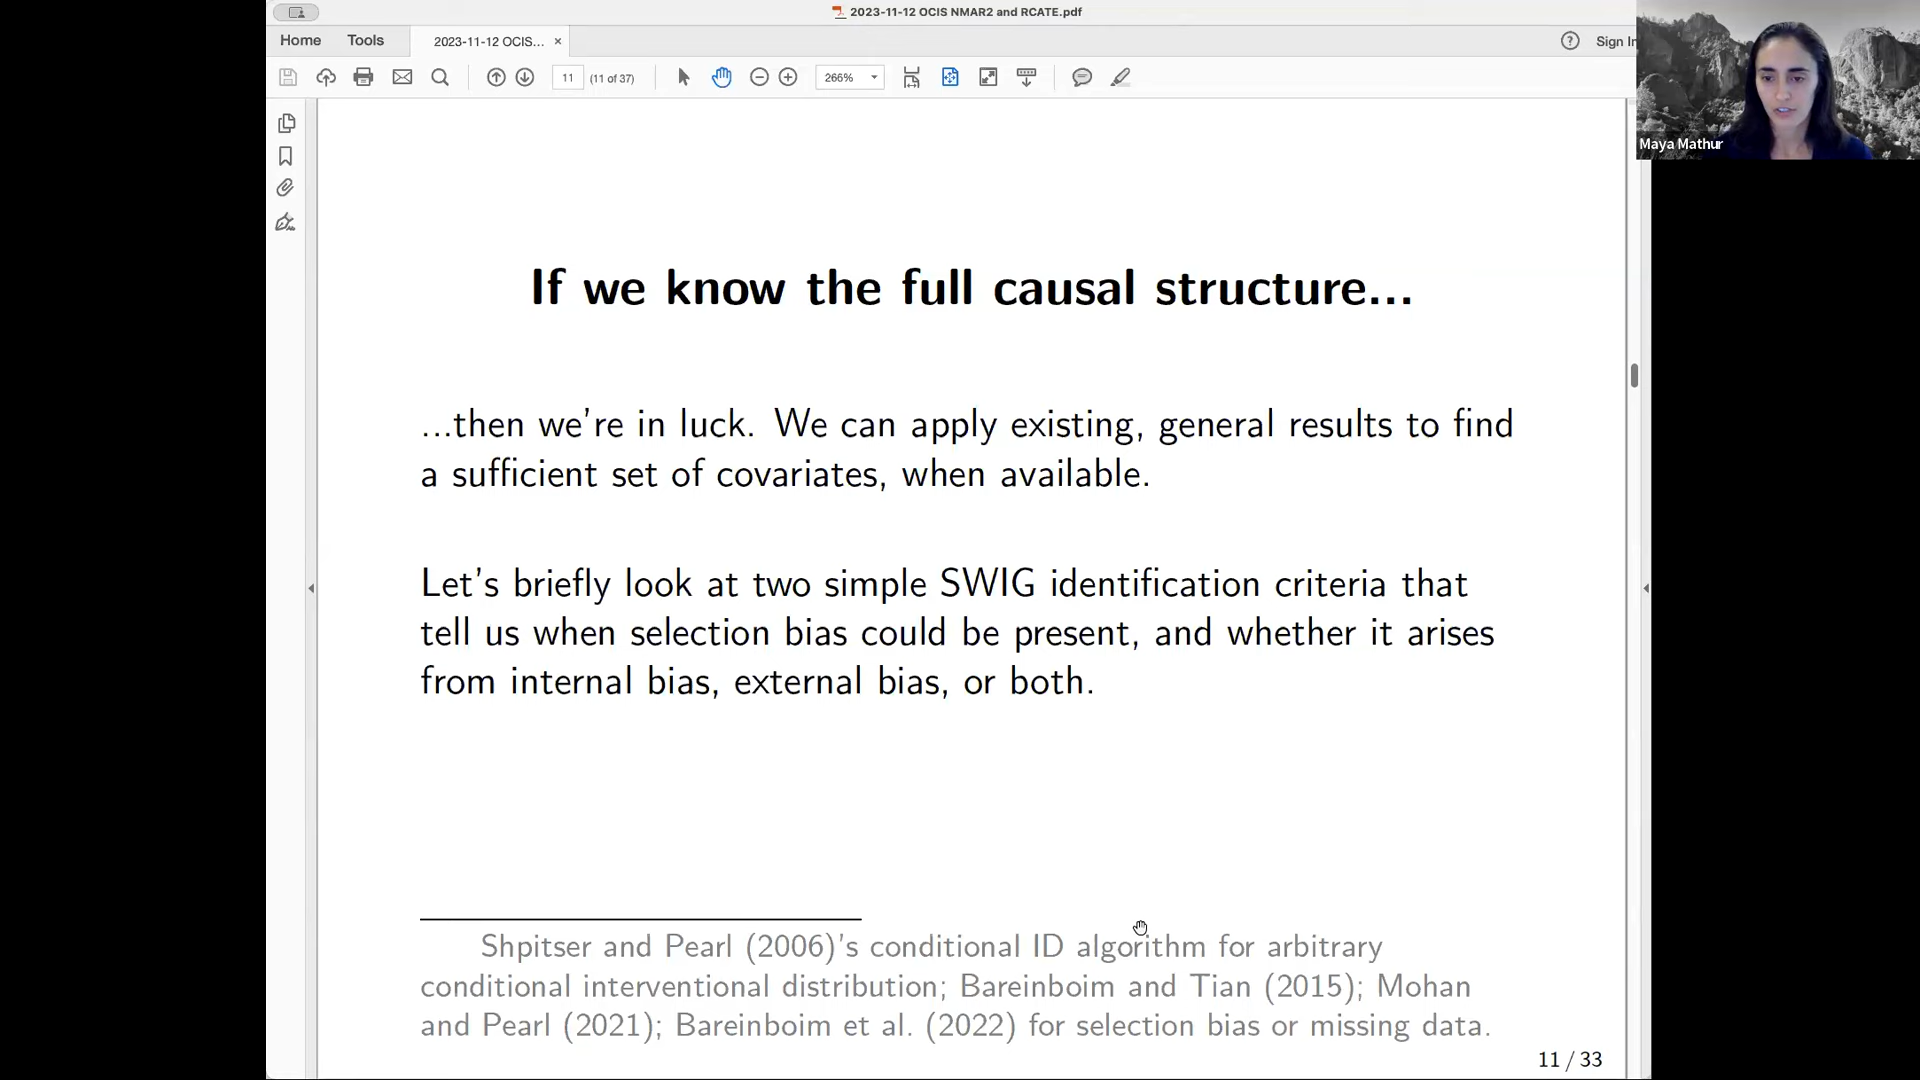 2023-11-12 OCIS NMAR2 and RCATE.pdf
Home Tools 2023-11-12 OCIS... × Sign In
11 (11 of 37) 266%
Maya Mathur
If we know the full causal structure...
...then we're in luck. We can apply existing, general results to find
a sufficient set of covariates, when available.
Let's briefly look at two simple SWIG identification criteria that
tell us when selection bias could be present, and whether it arises
from internal bias, external bias, or both.
Shpitser and Pearl (2006)'s conditional ID algorithm for arbitrary
conditional interventional distribution; Bareinboim and Tian (2015); Mohan
and Pearl (2021); Bareinboim et al. (2022) for selection bias or missing data.
11 / 33